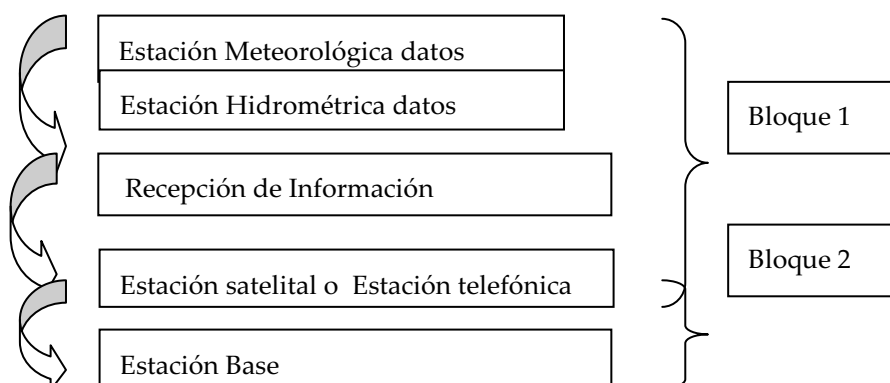 Estación Meteorológica datos
Estación Hidrométrica datos
Bloque 1
Recepción de Información
Bloque 2
Estación satelital o Estación telefónica
Estación Base